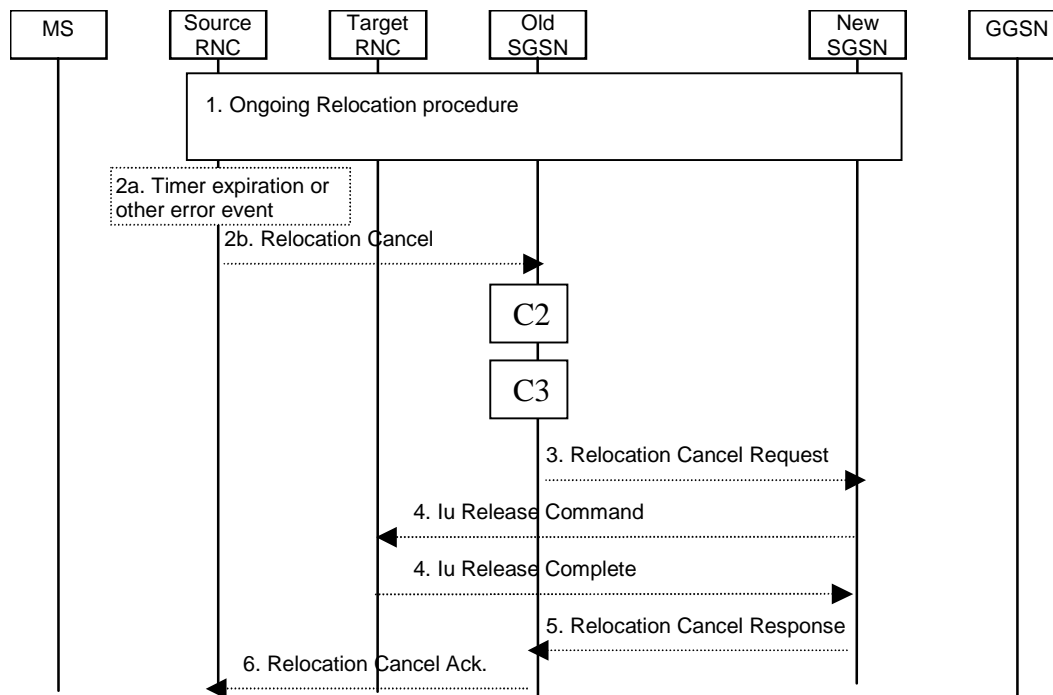 MS
Source
RNC
Target
RNC
Old
SGSN
New
SGSN
GGSN
1. Ongoing Relocation procedure
2a. Timer expiration or
other error event
2b. Relocation Cancel
C2
C3
3. Relocation Cancel Request
4. Iu Release Command
4. Iu Release Complete
5. Relocation Cancel Response
6. Relocation Cancel Ack.